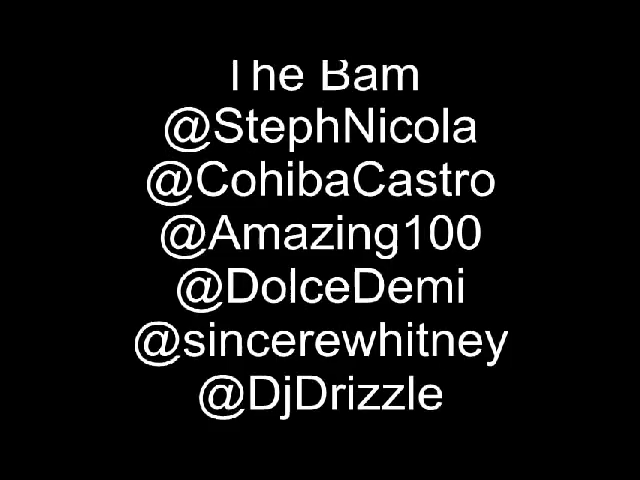 The Bam
@StephNicola
@CohibaCastro
@Amazing100
@DolceDemi
@sincerewhitney
@DjDrizzle